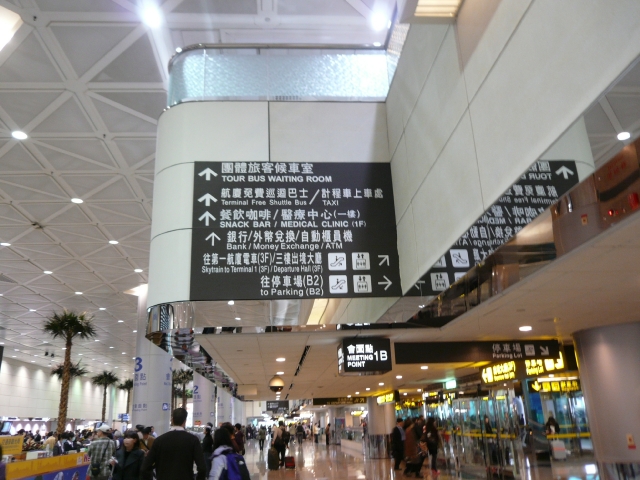 團體旅客候車室
TOUR BUS WAITING ROOM
航廈免費巡迴巴士/計程車上車處
Terminal Free Shuttle Bus / TAXI
餐飲咖啡/醫療中心(一樓)
SNACK BAR / MEDICAL CLINIC (1F)
銀行/外幣兌換/自動櫃員機
Bank / Money Exchange / ATM
往第一航廈電車(3F)/三樓出境大廳
Skytrain to Terminal 1 (3F) / Departure Hall (3F)
往停車場(B2)
to Parking (B2)
會面點
MEETING POINT 1B
停車場
Parking Lot
3